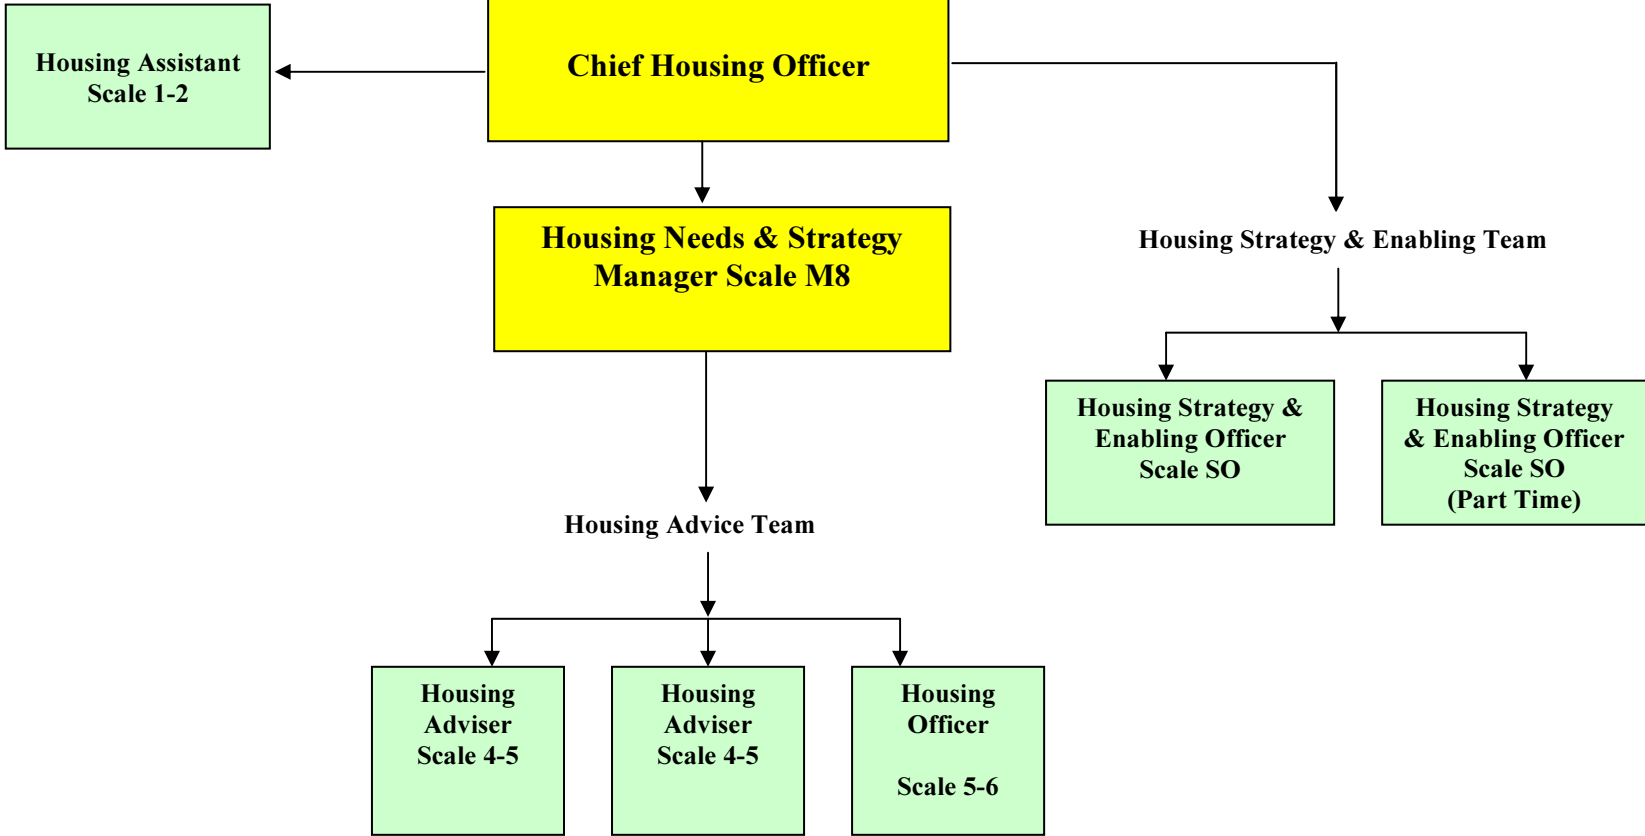 Housing Assistant
Scale 1-2
Chief Housing Officer
Housing Needs & Strategy
Manager Scale M8
Housing Strategy & Enabling Team
Housing Strategy &
Enabling Officer
Scale SO
Housing Strategy
& Enabling Officer
Scale SO
(Part Time)
Housing Advice Team
Housing
Adviser
Scale 4-5
Housing
Adviser
Scale 4-5
Housing
Officer
Scale 5-6